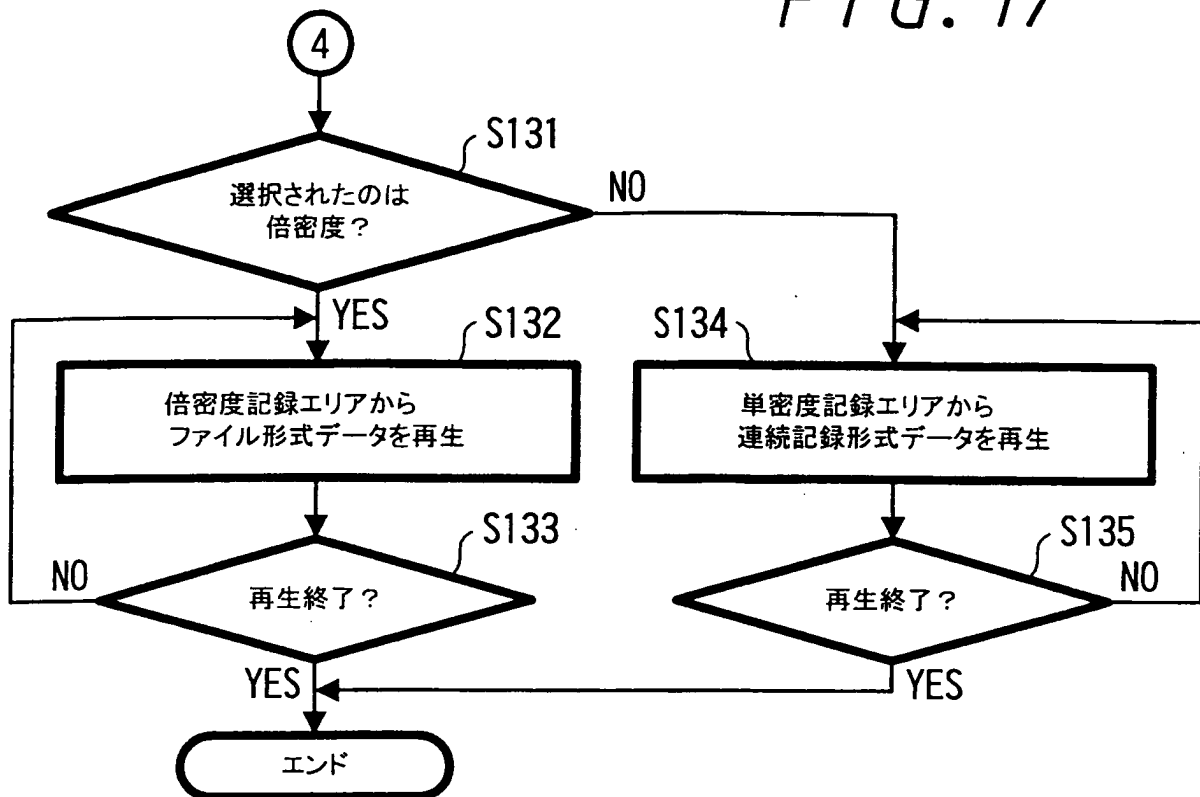 FIG. 17
4
S131
選択されたのは
倍密度?
NO
YES
S132
倍密度記録エリアから
ファイル形式データを再生
S134
単密度記録エリアから
連続記録形式データを再生
S133
再生終了?
NO
YES
S135
再生終了?
NO
YES
エンド